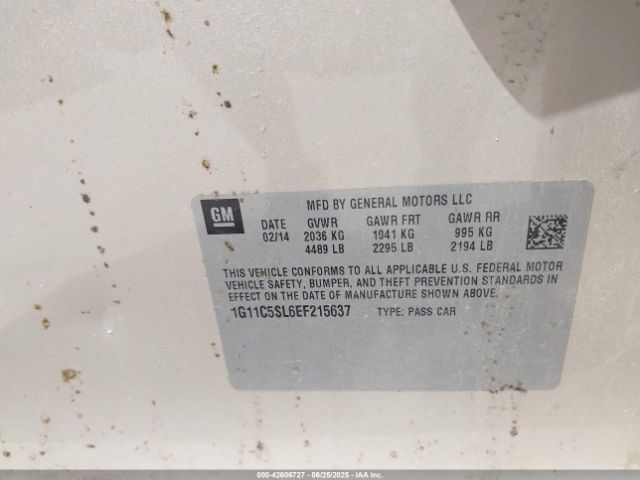 GM
MFD BY GENERAL MOTORS LLC
DATE GVWR GAWR FRT GAWR RR
02/14 2036 KG 1041 KG 995 KG
4489 LB 2295 LB 2194 LB
THIS VEHICLE CONFORMS TO ALL APPLICABLE U.S. FEDERAL MOTOR
VEHICLE SAFETY, BUMPER, AND THEFT PREVENTION STANDARDS IN
EFFECT ON THE DATE OF MANUFACTURE SHOWN ABOVE.
1G11C5SL6EF215637 TYPE: PASS CAR
000-42606727 - 06/25/2025 - IAA Inc.